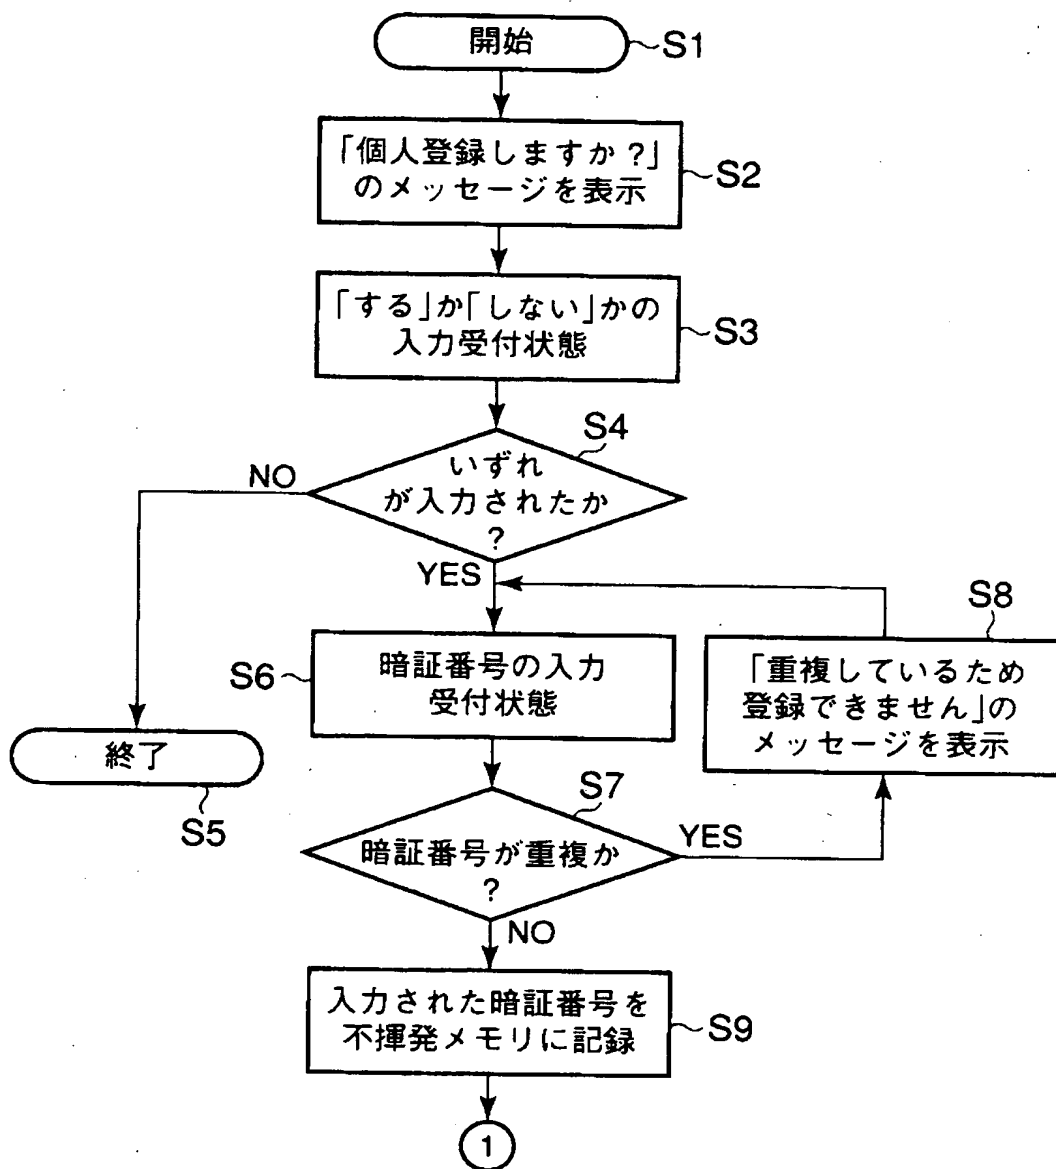 開始
S1
「個人登録しますか?」
のメッセージを表示
S2
「する」か「しない」かの
入力受付状態
S3
S4
いずれ
が入力されたか
?
NO
YES
S8
「重複しているため
登録できません」の
メッセージを表示
S6
暗証番号の入力
受付状態
終了
S5
S7
暗証番号が重複か
?
YES
NO
入力された暗証番号を
不揮発メモリに記録
S9
1